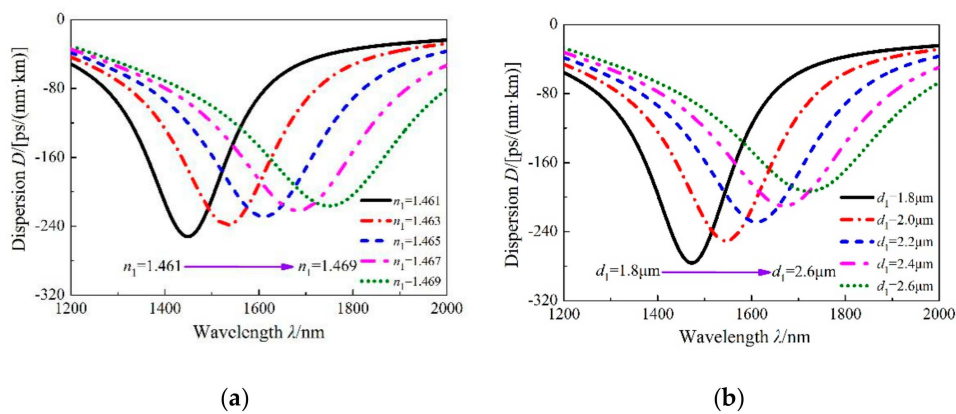 0
-80
-160
-240
-320
Dispersion D/[ps/(nm·km)]
n1=1.461
n1=1.463
n1=1.465
n1=1.467
n1=1.469
n1=1.461
n1=1.469
1200 1400 1600 1800 2000
Wavelength λ/nm
(a)
0
-80
-160
-240
-320
Dispersion D/[ps/(nm·km)]
d1=1.8μm
d1=2.0μm
d1=2.2μm
d1=2.4μm
d1=2.6μm
d1=1.8μm
d1=2.6μm
1200 1400 1600 1800 2000
Wavelength λ/nm
(b)